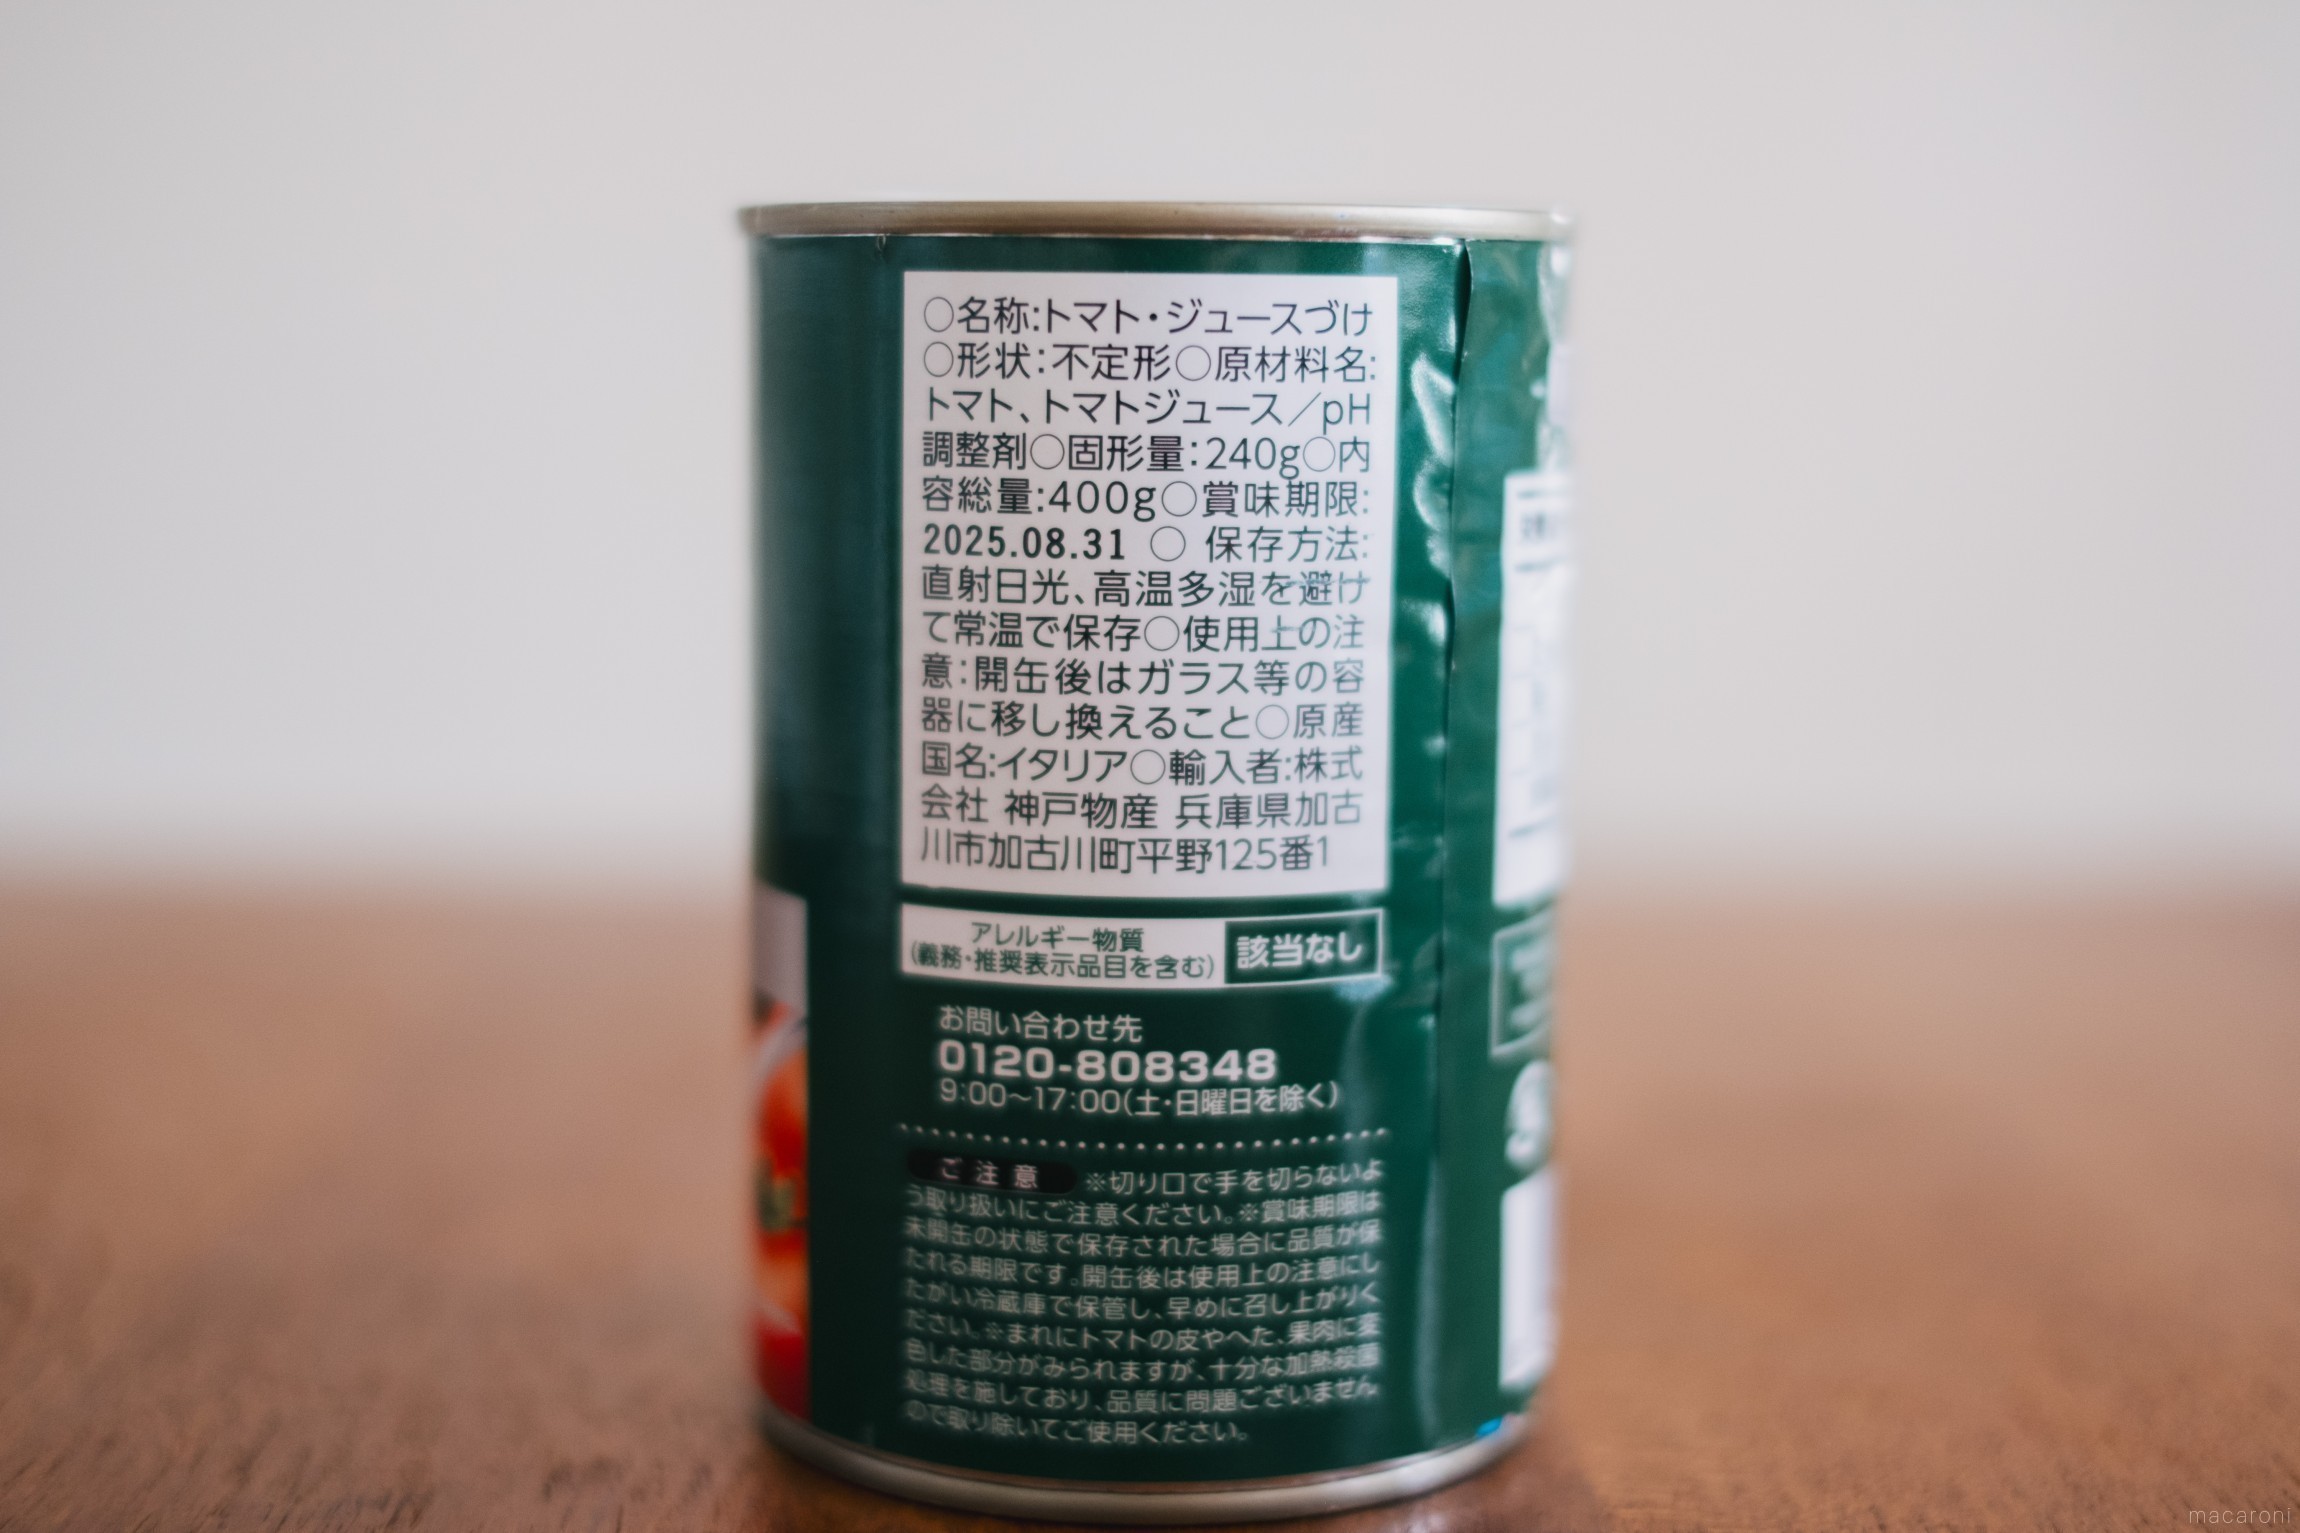 ○名称:トマト・ジュースづけ
○形状:不定形○原材料名:
トマト、トマトジュース／pH
調整剤○固形量:240g○内
容総量:400g○賞味期限:
2025.08.31 ○ 保存方法:
直射日光、高温多湿を避け
て常温で保存○使用上の注
意:開缶後はガラス等の容
器に移し換えること○原産
国名:イタリア○輸入者:株式
会社 神戸物産 兵庫県加古
川市加古川町平野125番1
アレルギー物質
(義務・推奨表示品目を含む)
該当なし
お問い合わせ先
0120-808348
9:00〜17:00(土・日曜日を除く)
ご注意 ※切り口で手を切らないよ
う取り扱いにご注意ください。※賞味期限は
未開缶の状態で保存された場合に品質が保
たれる期限です。開缶後は使用上の注意にし
たがい冷蔵庫で保管し、早めに召し上がりく
ださい。※まれにトマトの皮やへた、果肉に変
色した部分がみられますが、十分な加熱殺菌
処理を施しており、品質に問題ございません
ので取り除いてご使用ください。
macaroni